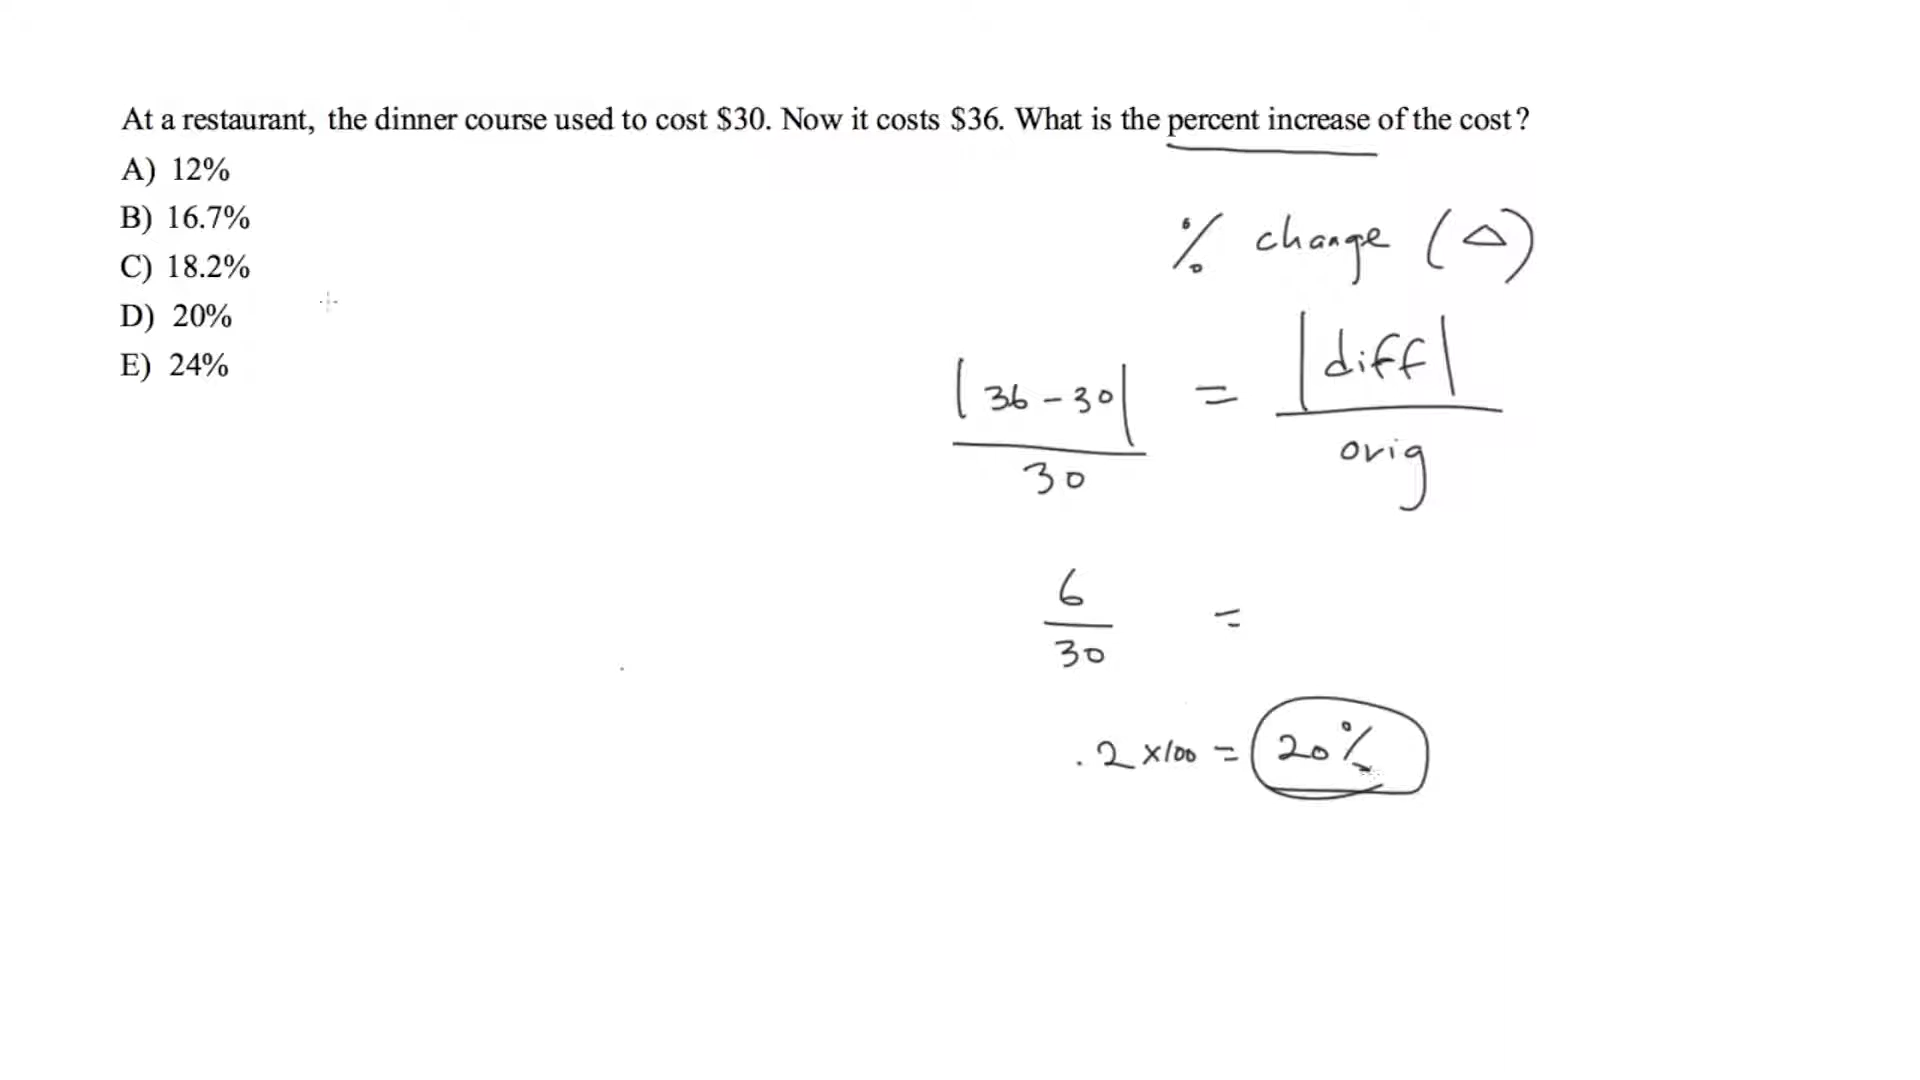 At a restaurant, the dinner course used to cost $30. Now it costs $36. What is the percent increase of the cost?
A) 12%
B) 16.7%
C) 18.2%
D) 20%
E) 24%
% change (△)
|36 - 30| = |diff|
30 orig
6 =
30
.2 x100 = 20%